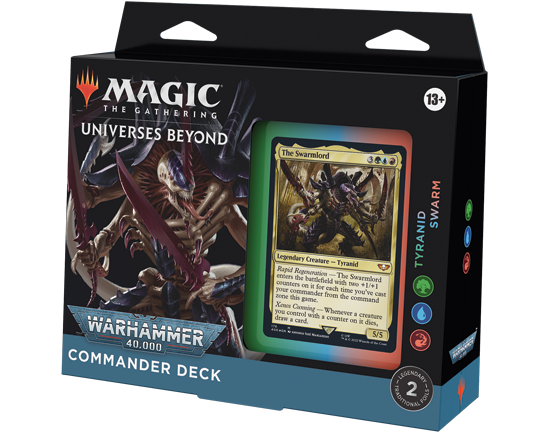 MAGIC
THE GATHERING
UNIVERSES BEYOND
13+
The Swarmlord
3
Legendary Creature — Tyranid
Rapid Regeneration — The Swarmlord
enters the battlefield with two +1/+1
counters on it for each time you've cast
your commander from the command
zone this game.
Xenos Cunning — Whenever a creature
you control with a counter on it dies,
draw a card.
5/5
TYRANID
SWARM
WARHAMMER
40,000
COMMANDER DECK
LEGENDARY
2
TRADITIONAL FOILS